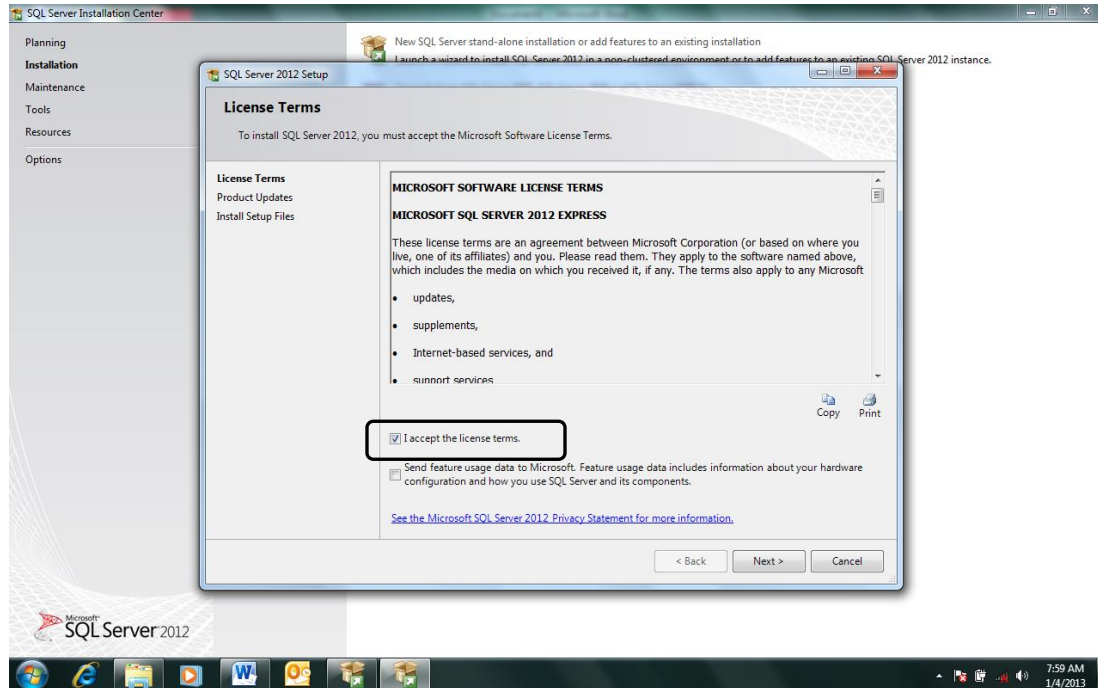 SQL Server Installation Center
Planning
Installation
Maintenance
Tools
Resources
Options
New SQL Server stand-alone installation or add features to an existing installation
Launch a wizard to install SQL Server 2012 in a non-clustered environment or to add features to an existing SQL Server 2012 instance.
SQL Server 2012 Setup
License Terms
To install SQL Server 2012, you must accept the Microsoft Software License Terms.
License Terms
Product Updates
Install Setup Files
MICROSOFT SOFTWARE LICENSE TERMS
MICROSOFT SQL SERVER 2012 EXPRESS
These license terms are an agreement between Microsoft Corporation (or based on where you
live, one of its affiliates) and you. Please read them. They apply to the software named above,
which includes the media on which you received it, if any. The terms also apply to any Microsoft
• updates,
• supplements,
• Internet-based services, and
• support services
Copy Print
I accept the license terms.
Send feature usage data to Microsoft. Feature usage data includes information about your hardware
configuration and how you use SQL Server and its components.
See the Microsoft SQL Server 2012 Privacy Statement for more information.
< Back Next > Cancel
Microsoft
SQL Server 2012
7:59 AM
1/4/2013